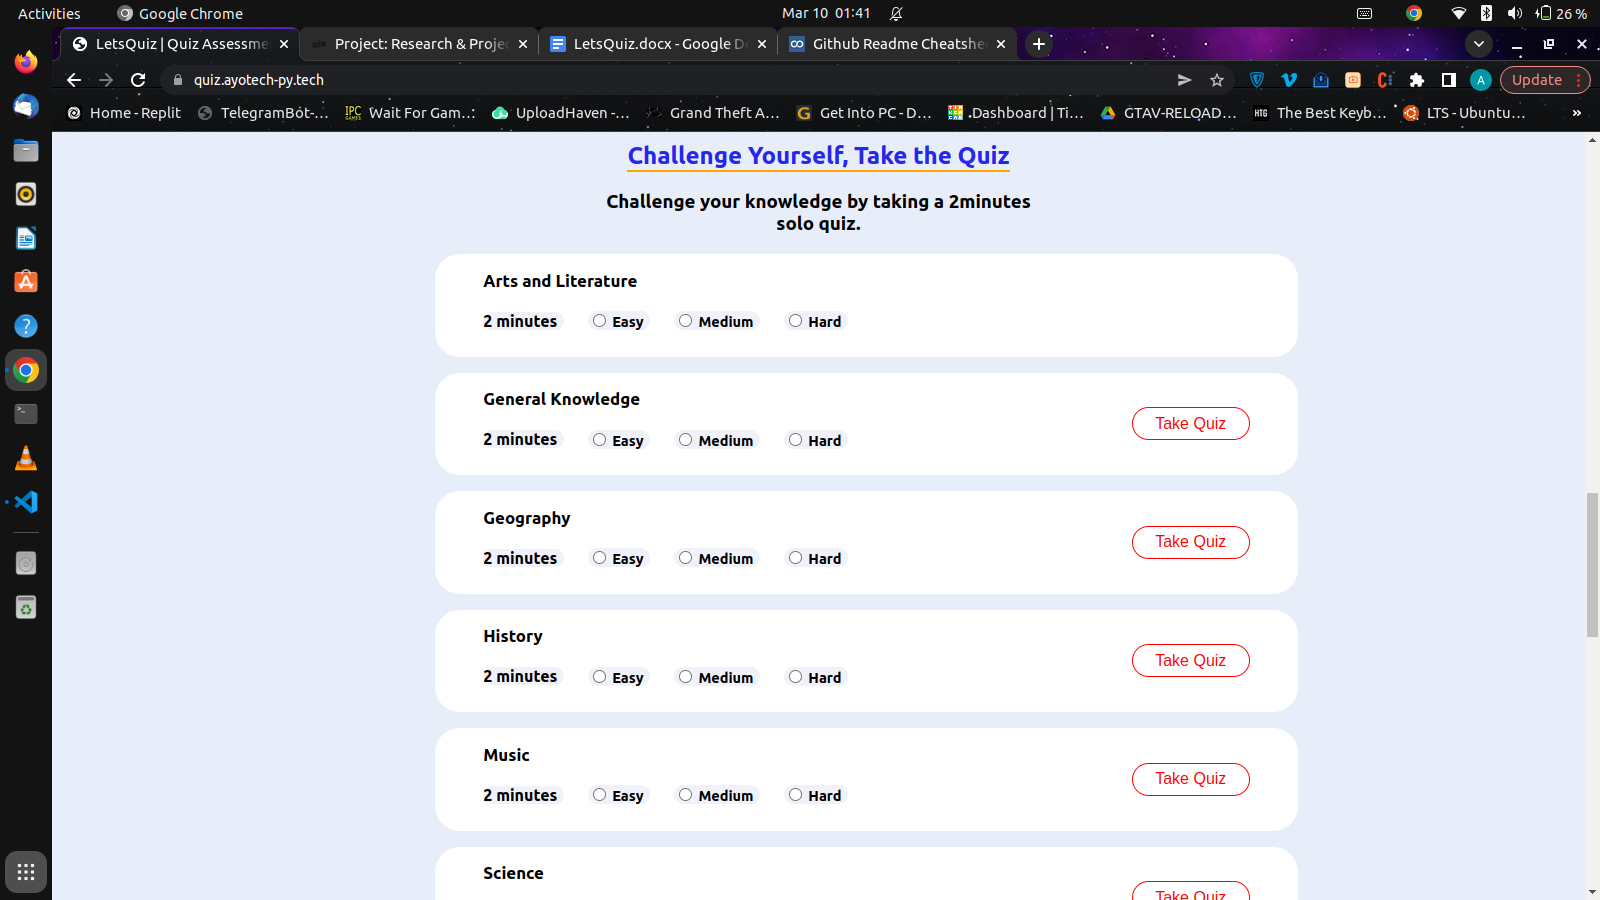 Activities
Google Chrome
Mar 10 01:41
26 %
LetsQuiz | Quiz Assessme
Project: Research & Projec
LetsQuiz.docx - Google D
Github Readme Cheatshe
quiz.ayotech-py.tech
A
Update
Home - Replit
TelegramBot-...
IPC GAMES
Wait For Gam...
UploadHaven -...
Grand Theft A...
G
Get Into PC - D...
.Dashboard | Ti...
GTAV-RELOAD...
HTG
The Best Keyb...
LTS - Ubuntu...
»
Challenge Yourself, Take the Quiz
Challenge your knowledge by taking a 2minutes
solo quiz.
Arts and Literature
2 minutes Easy Medium Hard
General Knowledge
Take Quiz
2 minutes Easy Medium Hard
Geography
Take Quiz
2 minutes Easy Medium Hard
History
Take Quiz
2 minutes Easy Medium Hard
Music
Take Quiz
2 minutes Easy Medium Hard
Science
Take Quiz